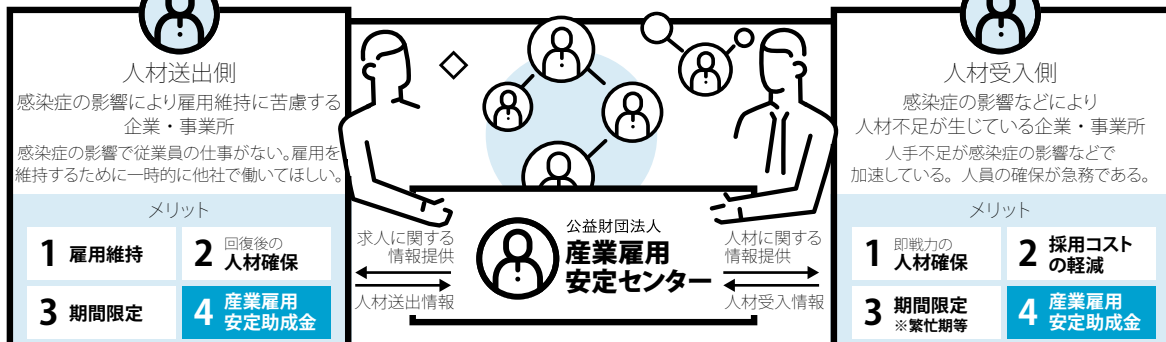 人材送出側
感染症の影響により雇用維持に苦慮する
企業・事業所
感染症の影響で従業員の仕事がない。雇用を
維持するために一時的に他社で働いてほしい。
メリット
1 雇用維持
2 回復後の
人材確保
3 期間限定
4 産業雇用
安定助成金
求人に関する
情報提供
人材送出情報
公益財団法人
産業雇用
安定センター
人材に関する
情報提供
人材受入情報
人材受入側
感染症の影響などにより
人材不足が生じている企業・事業所
人手不足が感染症の影響などで
加速している。人員の確保が急務である。
メリット
1 即戦力の
人材確保
2 採用コスト
の軽減
3 期間限定
※繁忙期等
4 産業雇用
安定助成金